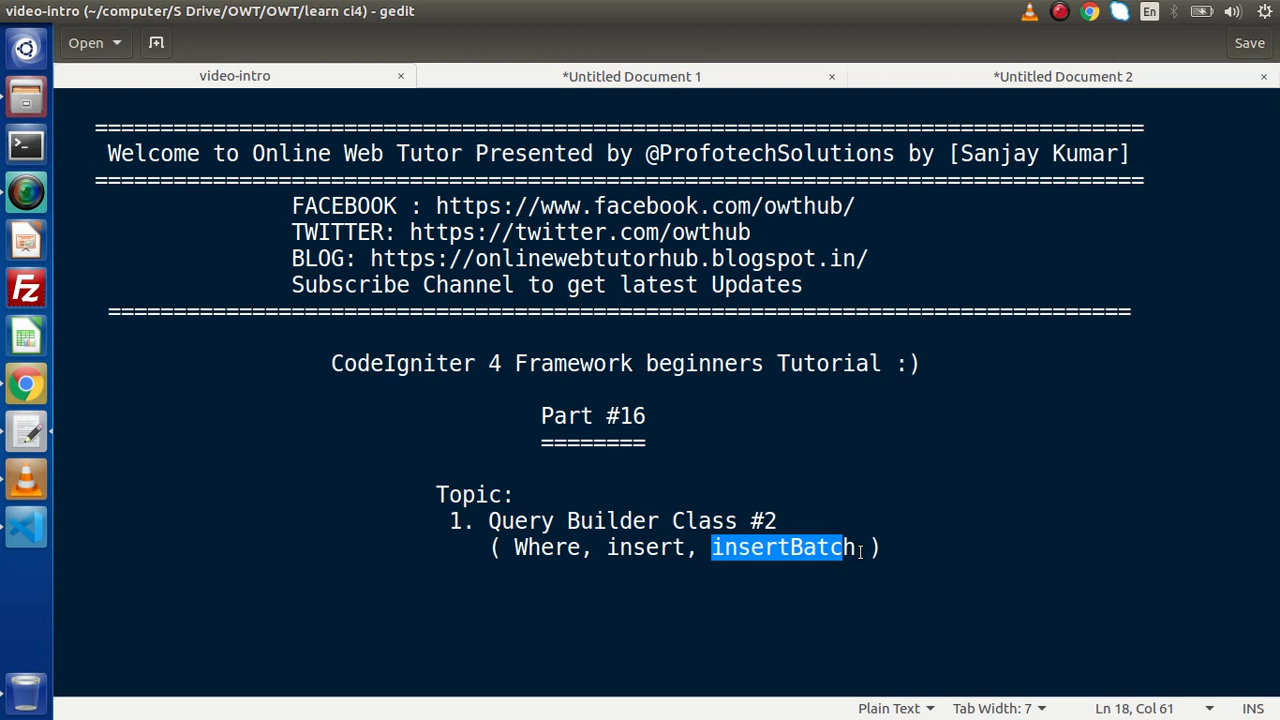 video-intro (~/computer/S Drive/OWT/OWT/learn ci4) - gedit
En
Open
Save
video-intro × *Untitled Document 1 × *Untitled Document 2 ×
================================================================================
Welcome to Online Web Tutor Presented by @ProfotechSolutions by [Sanjay Kumar]
================================================================================
FACEBOOK : https://www.facebook.com/owthub/
TWITTER: https://twitter.com/owthub
BLOG: https://onlinewebtutorhub.blogspot.in/
Subscribe Channel to get latest Updates
==============================================================================
CodeIgniter 4 Framework beginners Tutorial :)
Part #16
========
Topic:
1. Query Builder Class #2
( Where, insert, insertBatch )
Plain Text Tab Width: 7 Ln 18, Col 61 INS